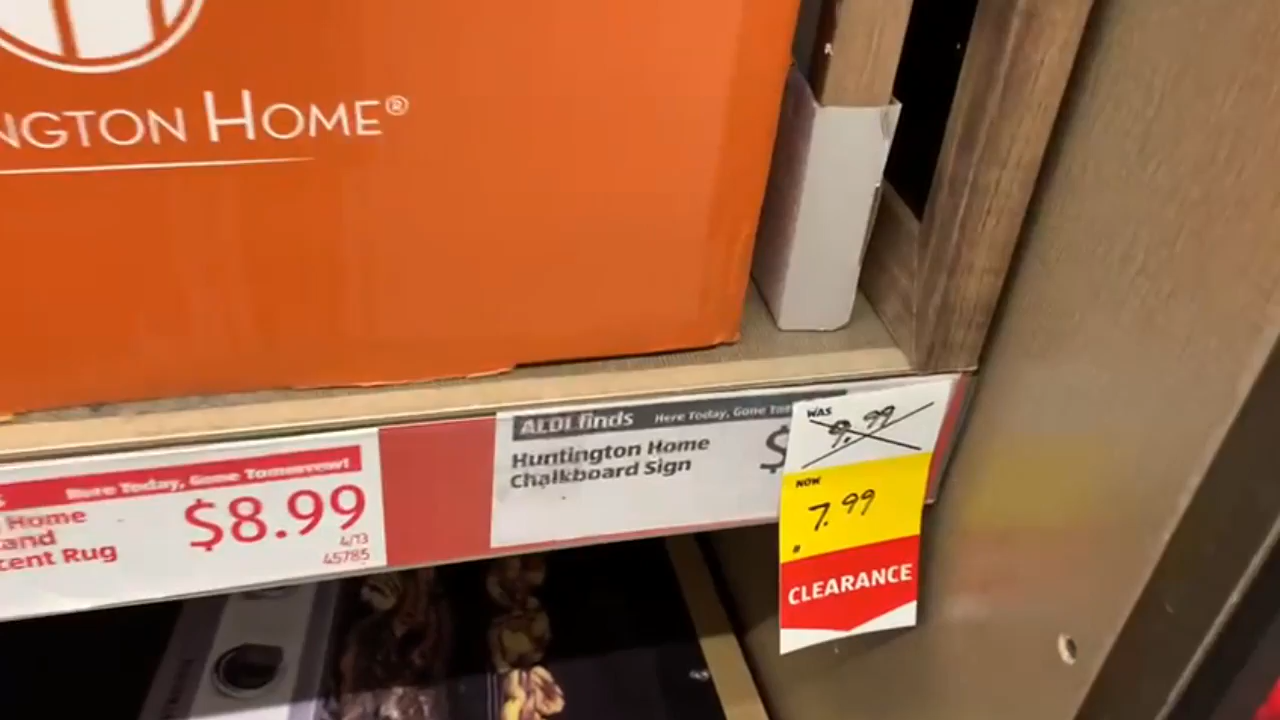 NGTON HOME®
Here Today, Gone Tomorrow!
Home
and
cent Rug
$8.99
4/13
45785
ALDI finds Here Today, Gone
Huntington Home
Chalkboard Sign
$
WAS
9.99
NOW
7.99
#
CLEARANCE